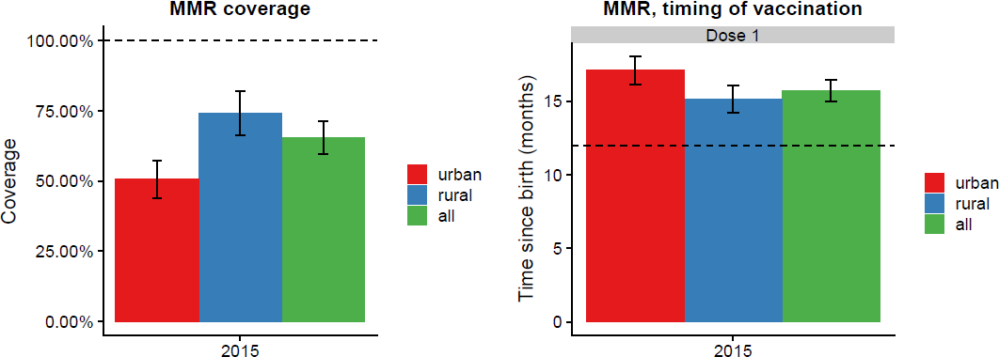 MMR coverage
100.00%
75.00%
50.00%
25.00%
0.00%
Coverage
2015
urban
rural
all
MMR, timing of vaccination
Dose 1
15
10
5
0
Time since birth (months)
2015
urban
rural
all